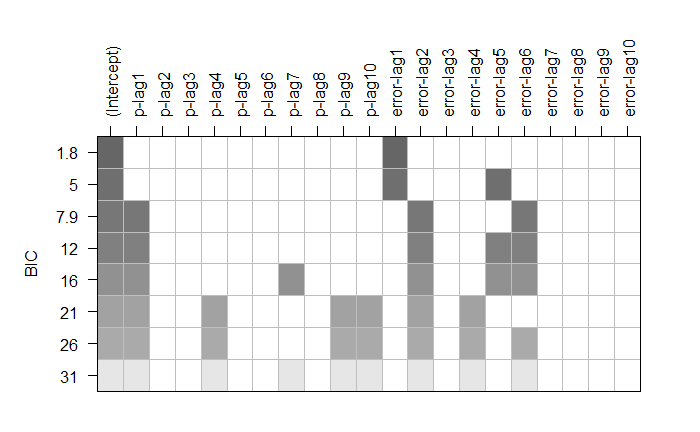 (Intercept)
p-lag1
p-lag2
p-lag3
p-lag4
p-lag5
p-lag6
p-lag7
p-lag8
p-lag9
p-lag10
error-lag1
error-lag2
error-lag3
error-lag4
error-lag5
error-lag6
error-lag7
error-lag8
error-lag9
error-lag10
BIC
1.8
5
7.9
12
16
21
26
31